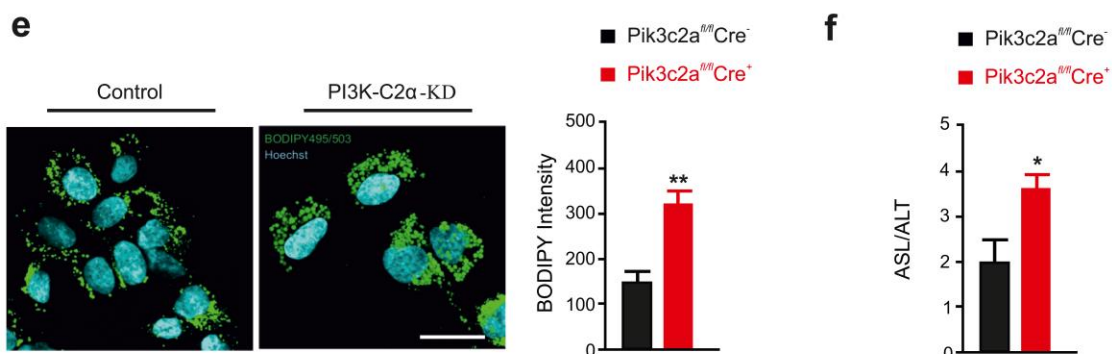 e
Control
PI3K-C2α-KD
BODIPY495/503
Hoechst
Pik3c2a^fl/fl Cre^-
Pik3c2a^fl/fl Cre^+
BODIPY Intensity
500
400
300
200
100
0
**
f
Pik3c2a^fl/fl Cre^-
Pik3c2a^fl/fl Cre^+
ASL/ALT
5
4
3
2
1
0
*